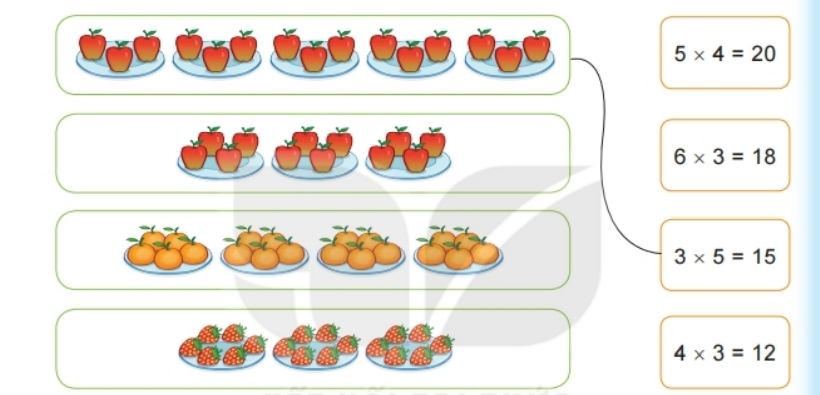 5 × 4 = 20
6 × 3 = 18
3 × 5 = 15
4 × 3 = 12